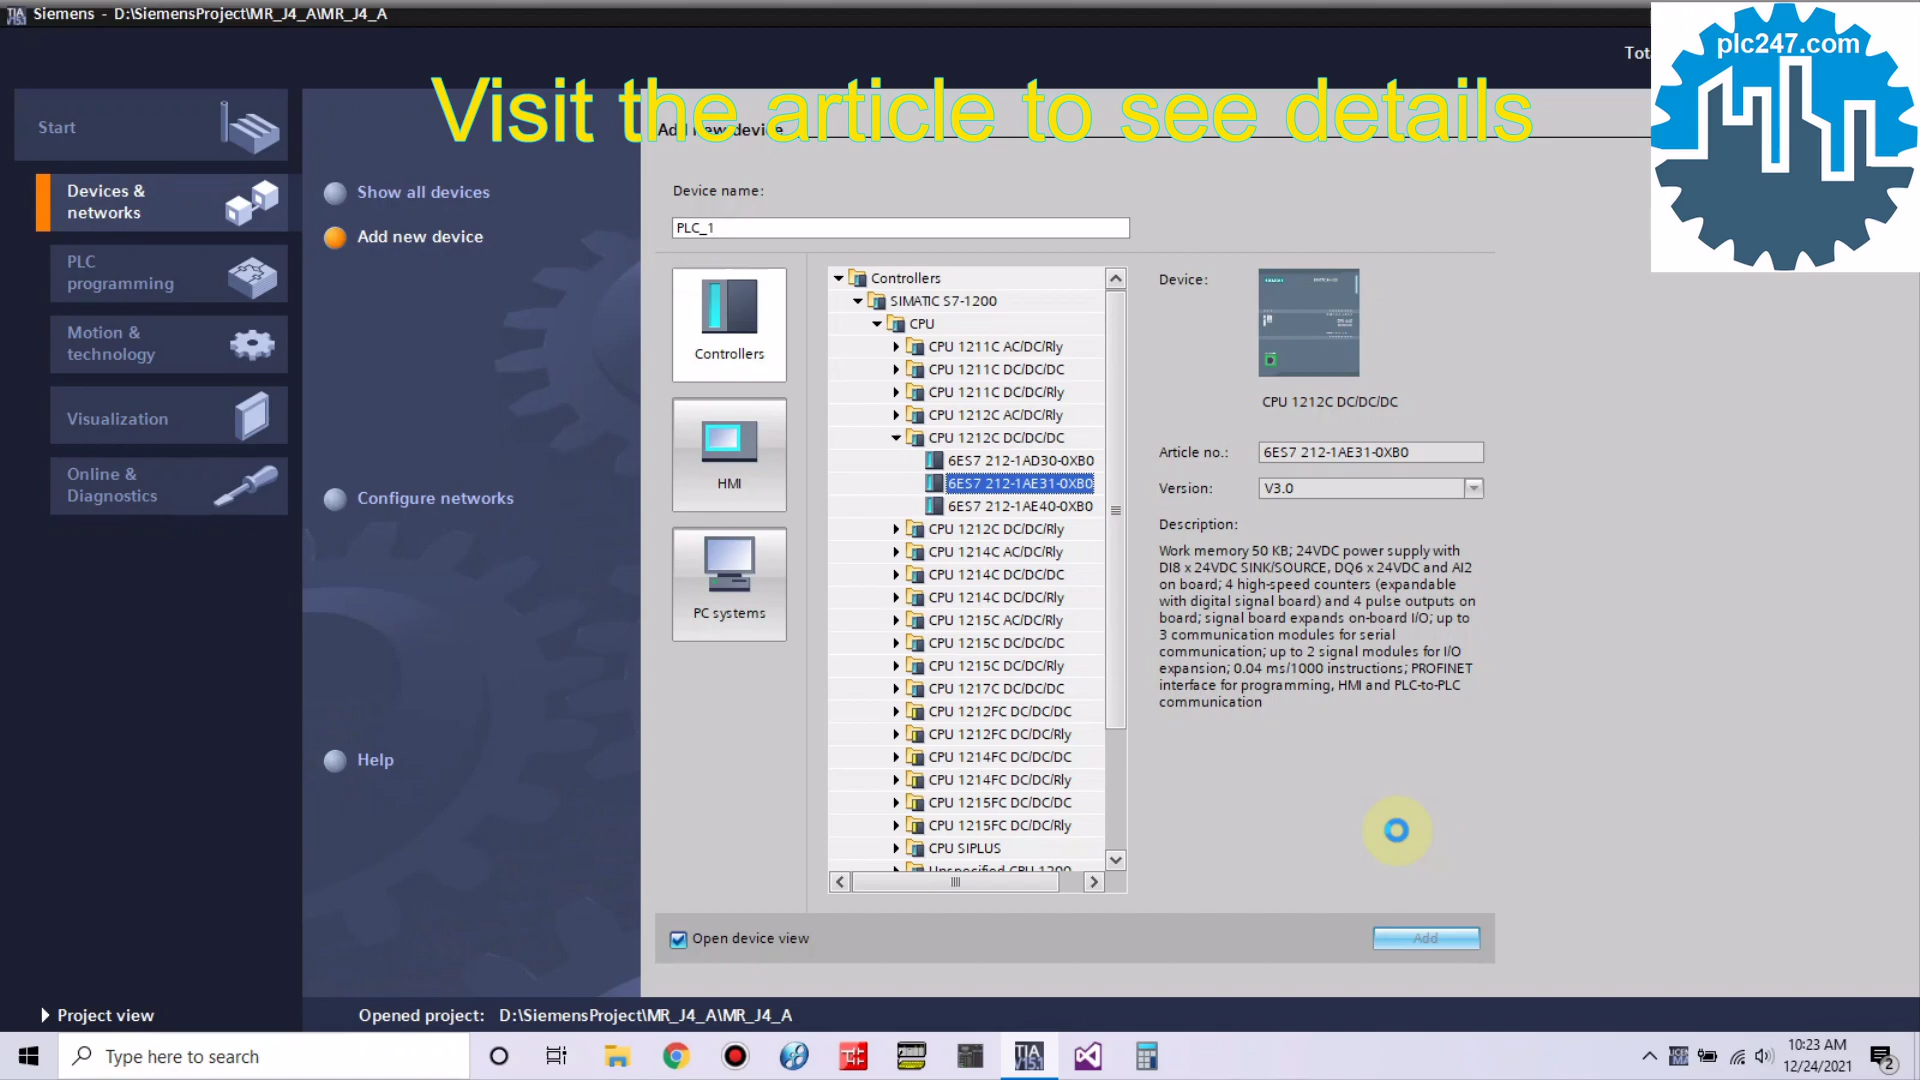 Siemens - D:\SiemensProject\MR_J4_A\MR_J4_A
plc247.com
Visit the article to see details
Start
Devices &
networks
PLC
programming
Motion &
technology
Visualization
Online &
Diagnostics
Show all devices
Add new device
Configure networks
Help
Add new device
Device name:
PLC_1
Controllers
HMI
PC systems
Controllers
SIMATIC S7-1200
CPU
CPU 1211C AC/DC/Rly
CPU 1211C DC/DC/DC
CPU 1211C DC/DC/Rly
CPU 1212C AC/DC/Rly
CPU 1212C DC/DC/DC
6ES7 212-1AD30-0XB0
6ES7 212-1AE31-0XB0
6ES7 212-1AE40-0XB0
CPU 1212C DC/DC/Rly
CPU 1214C AC/DC/Rly
CPU 1214C DC/DC/DC
CPU 1214C DC/DC/Rly
CPU 1215C AC/DC/Rly
CPU 1215C DC/DC/DC
CPU 1215C DC/DC/Rly
CPU 1217C DC/DC/DC
CPU 1212FC DC/DC/DC
CPU 1212FC DC/DC/Rly
CPU 1214FC DC/DC/DC
CPU 1214FC DC/DC/Rly
CPU 1215FC DC/DC/DC
CPU 1215FC DC/DC/Rly
CPU SIPLUS
Unspecified CPU 1200
Device:
CPU 1212C DC/DC/DC
Article no.: 6ES7 212-1AE31-0XB0
Version: V3.0
Description:
Work memory 50 KB; 24VDC power supply with
DI8 x 24VDC SINK/SOURCE, DQ6 x 24VDC and AI2
on board; 4 high-speed counters (expandable
with digital signal board) and 4 pulse outputs on
board; signal board expands on-board I/O; up to
3 communication modules for serial
communication; up to 2 signal modules for I/O
expansion; 0.04 ms/1000 instructions; PROFINET
interface for programming, HMI and PLC-to-PLC
communication
Open device view
Add
Project view
Opened project: D:\SiemensProject\MR_J4_A\MR_J4_A
Type here to search
TIA
V15.1
10:23 AM
12/24/2021
2